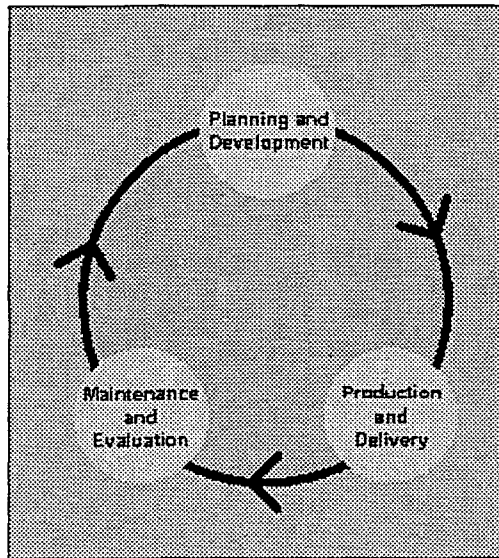 Planning and
Development
Maintenance
and
Evaluation
Production
and
Delivery